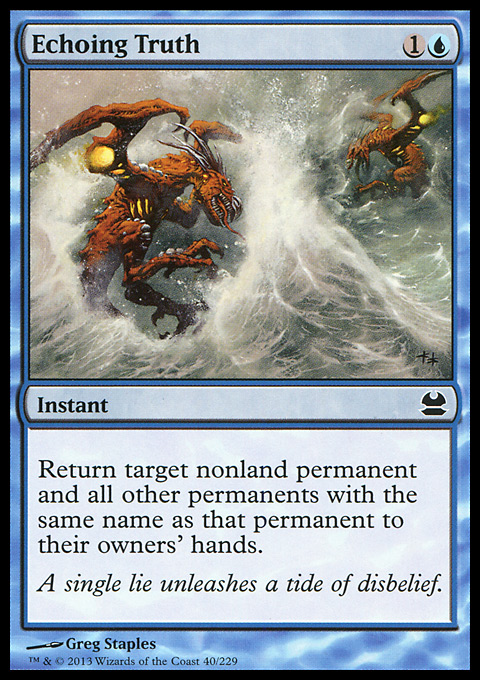 Echoing Truth 1
Instant
Return target nonland permanent
and all other permanents with the
same name as that permanent to
their owners' hands.
A single lie unleashes a tide of disbelief.
Greg Staples
™ & © 2013 Wizards of the Coast 40/229